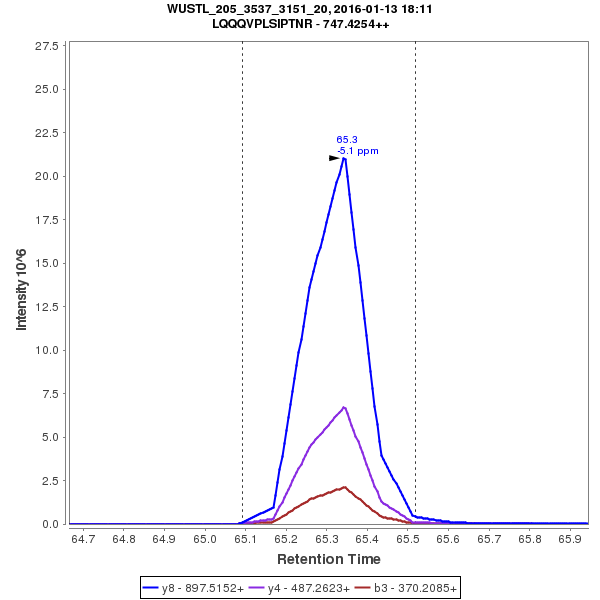 WUSTL_205_3537_3151_20, 2016-01-13 18:11
LQQQVPLSIPTNR - 747.4254++
27.5
25.0
22.5
20.0
17.5
15.0
12.5
10.0
7.5
5.0
2.5
0.0
Intensity 10^6
65.3
-5.1 ppm
64.7 64.8 64.9 65.0 65.1 65.2 65.3 65.4 65.5 65.6 65.7 65.8 65.9
Retention Time
y8 - 897.5152+ y4 - 487.2623+ b3 - 370.2085+